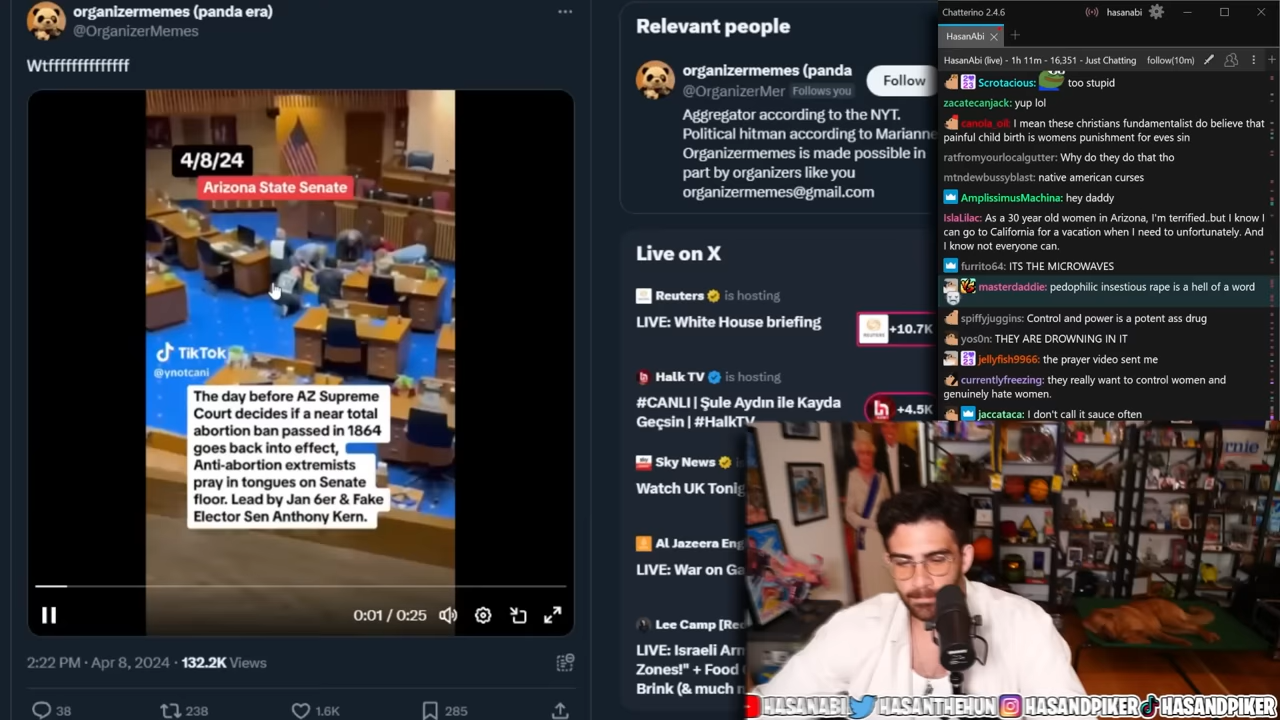 organizermemes (panda era)
@OrganizerMemes
Wtffffffffffffff
4/8/24
Arizona State Senate
TikTok
@ynotcani
The day before AZ Supreme
Court decides if a near total
abortion ban passed in 1864
goes back into effect,
Anti-abortion extremists
pray in tongues on Senate
floor. Lead by Jan 6er & Fake
Elector Sen Anthony Kern.
0:01 / 0:25
2:22 PM · Apr 8, 2024 · 132.2K Views
38 238 1.6K 285
Relevant people
organizermemes (panda
@OrganizerMer Follows you
Follow
Aggregator according to the NYT.
Political hitman according to Marianne
Organizermemes is made possible in
part by organizers like you
organizermemes@gmail.com
Live on X
Reuters is hosting
LIVE: White House briefing
+10.7K
Halk TV is hosting
#CANLI | Şule Aydın ile Kayda
Geçsin | #HalkTV
+4.5K
Sky News is
Watch UK Tonig
Al Jazeera Eng
LIVE: War on Ga
Lee Camp [Rec
LIVE: Israeli Arn
Zones!" + Food
Brink (& much n
Chatterino 2.4.6
hasanabi
HasanAbi
HasanAbi (live) - 1h 11m - 16,351 - Just Chatting
follow(10m)
Scrotacious: too stupid
zacatecanjack: yup lol
canola_oil: I mean these christians fundamentalist do believe that
painful child birth is womens punishment for eves sin
ratfromyourlocalgutter: Why do they do that tho
mtndewbussyblast: native american curses
AmplissimusMachina: hey daddy
IslaLilac: As a 30 year old women in Arizona, I'm terrified..but I know I
can go to California for a vacation when I need to unfortunately. And
I know not everyone can.
furrito64: ITS THE MICROWAVES
masterdaddie: pedophilic insestious rape is a hell of a word
spiffyjuggins: Control and power is a potent ass drug
yos0n: THEY ARE DROWNING IN IT
jellyfish9966: the prayer video sent me
currentlyfreezing: they really want to control women and
genuinely hate women.
jaccataca: I don't call it sauce often
ernie
HASANABI HASANTHEHUN HASANDPIKER HASANDPIKER